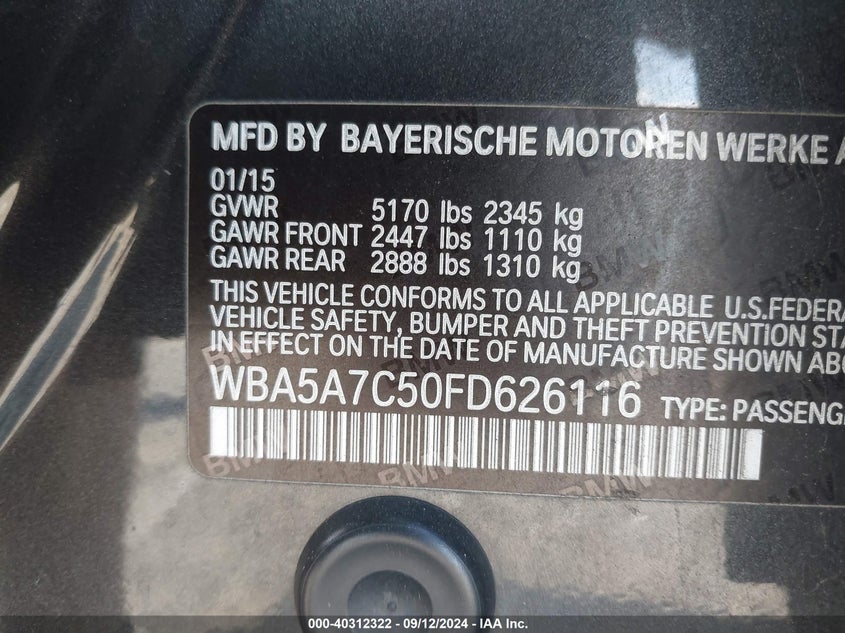 MFD BY BAYERISCHE MOTOREN WERKE
01/15
GVWR 5170 lbs 2345 kg
GAWR FRONT 2447 lbs 1110 kg
GAWR REAR 2888 lbs 1310 kg
THIS VEHICLE CONFORMS TO ALL APPLICABLE U.S.FEDERA
VEHICLE SAFETY, BUMPER AND THEFT PREVENTION STA
IN EFFECT ON THE DATE OF MANUFACTURE SHOWN ABO
WBA5A7C50FD626116 TYPE: PASSENG
000-40312322 - 09/12/2024 - IAA Inc.